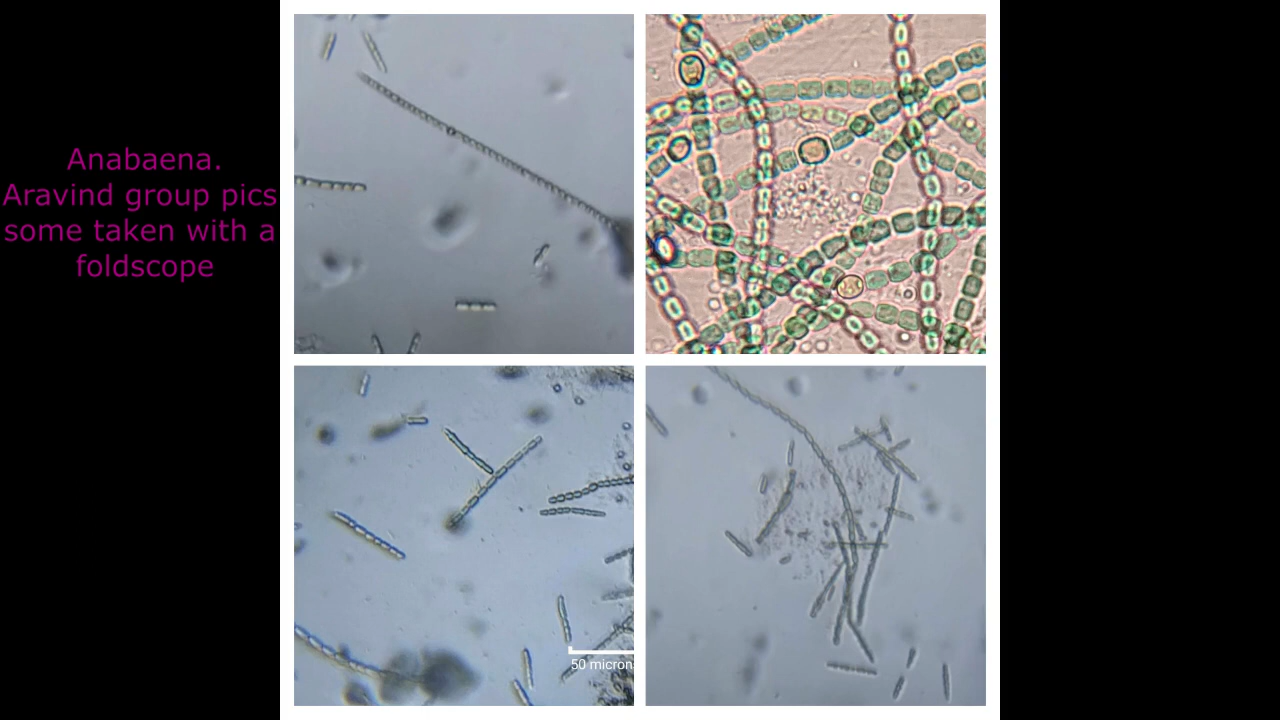 Anabaena.
Aravind group pics
some taken with a
foldscope
50 micron